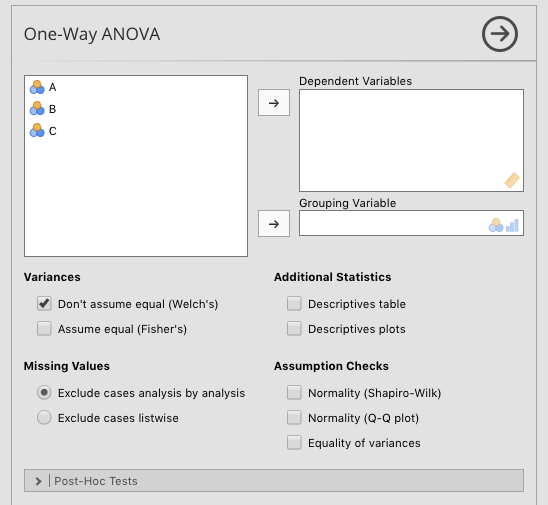 One-Way ANOVA
A
B
C
Dependent Variables
Grouping Variable
Variances
Don't assume equal (Welch's)
Assume equal (Fisher's)
Additional Statistics
Descriptives table
Descriptives plots
Missing Values
Exclude cases analysis by analysis
Exclude cases listwise
Assumption Checks
Normality (Shapiro-Wilk)
Normality (Q-Q plot)
Equality of variances
Post-Hoc Tests